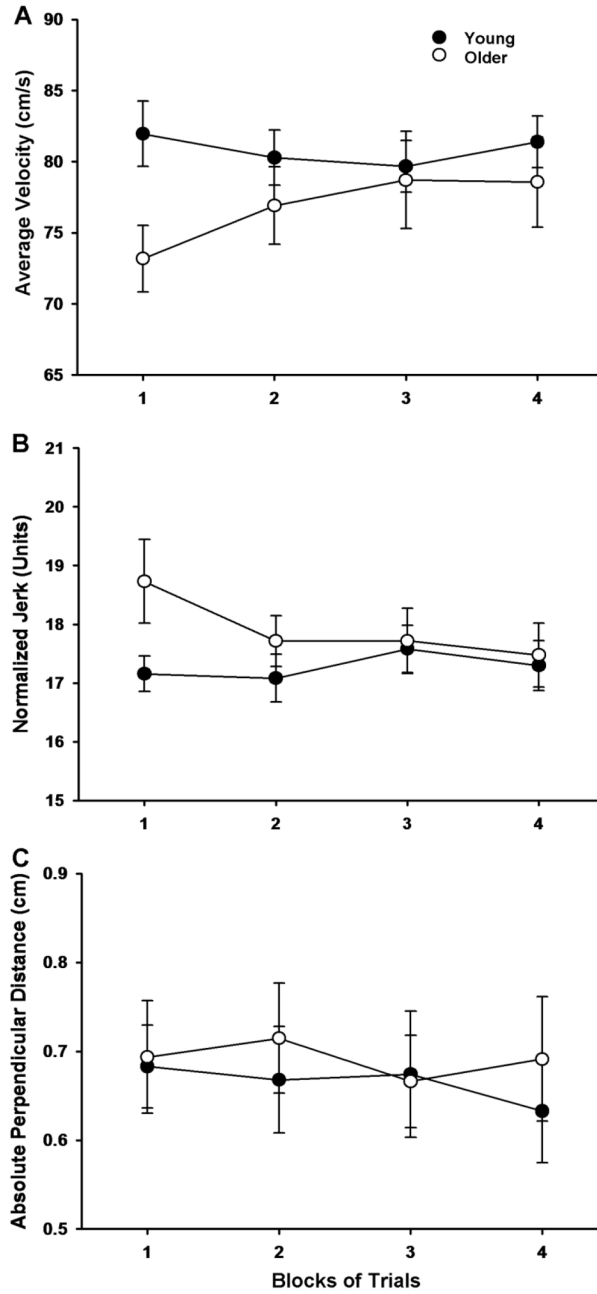 A
Average Velocity (cm/s)
90
85
80
75
70
65
Young
Older
1 2 3 4
B
Normalized Jerk (Units)
21
20
19
18
17
16
15
1 2 3 4
C
Absolute Perpendicular Distance (cm)
0.9
0.8
0.7
0.6
0.5
1 2 3 4
Blocks of Trials